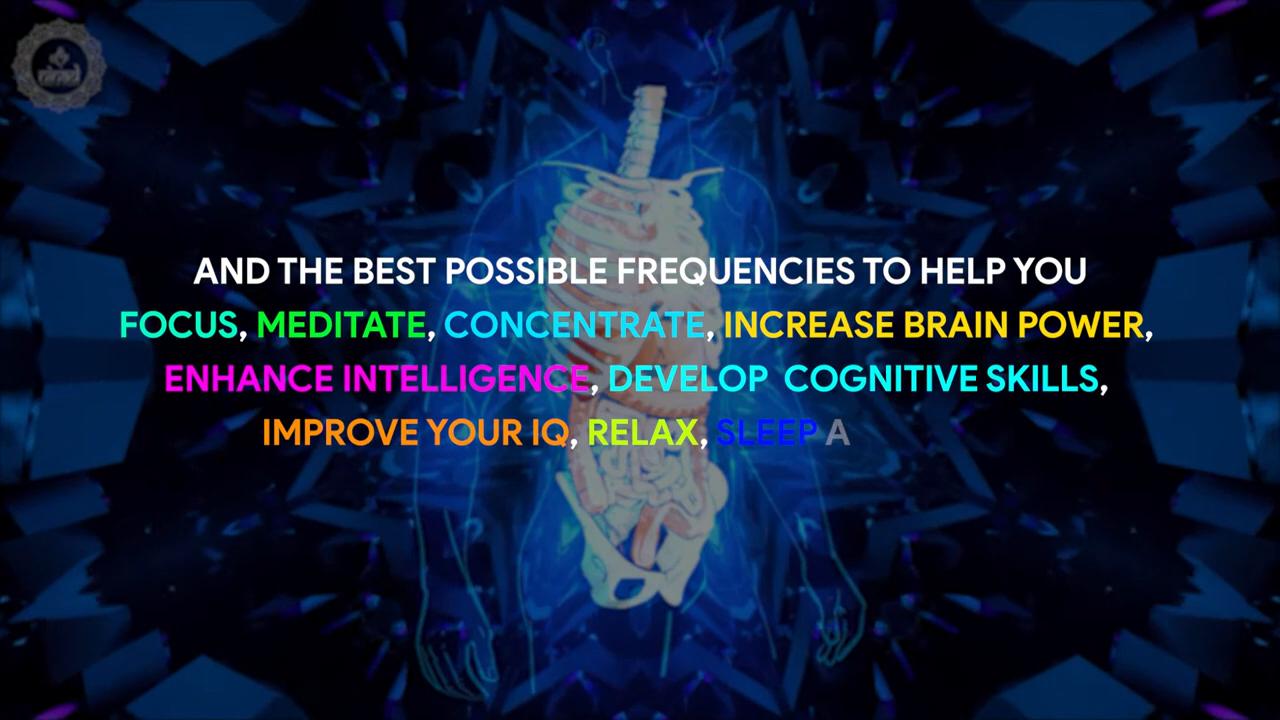 AND THE BEST POSSIBLE FREQUENCIES TO HELP YOU
FOCUS, MEDITATE, CONCENTRATE, INCREASE BRAIN POWER,
ENHANCE INTELLIGENCE, DEVELOP COGNITIVE SKILLS,
IMPROVE YOUR IQ, RELAX, SLEEP A